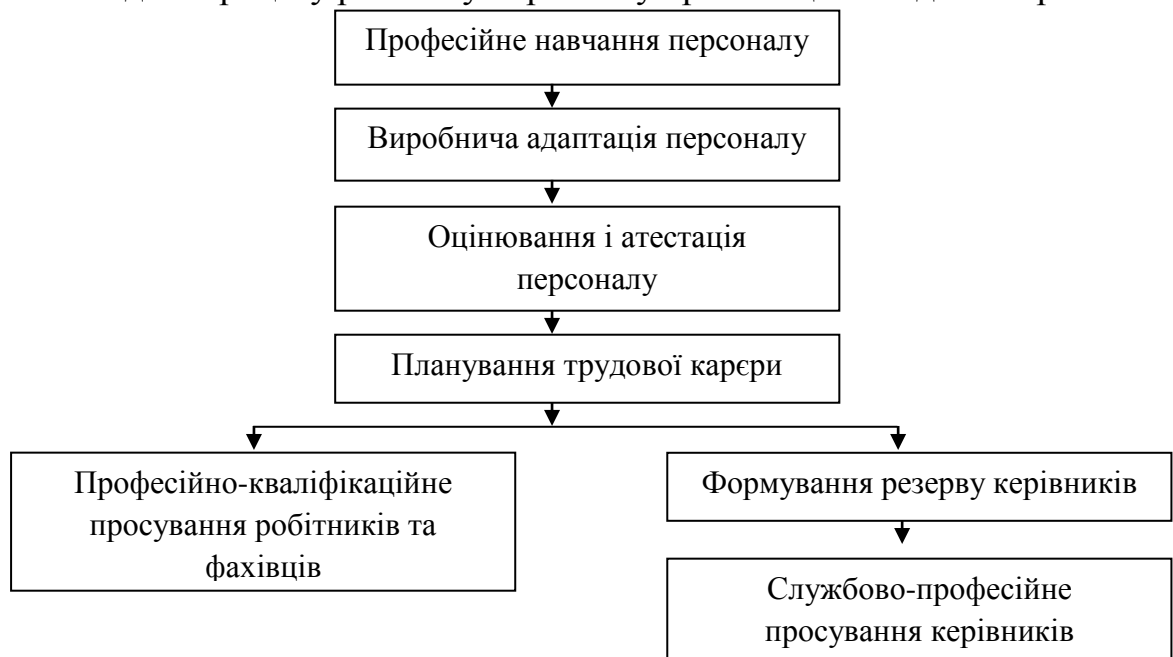 Професійне навчання персоналу
Виробнича адаптація персоналу
Оцінювання і атестація
персоналу
Планування трудової карєри
Професійно-кваліфікаційне
просування робітників та
фахівців
Формування резерву керівників
Службово-професійне
просування керівників